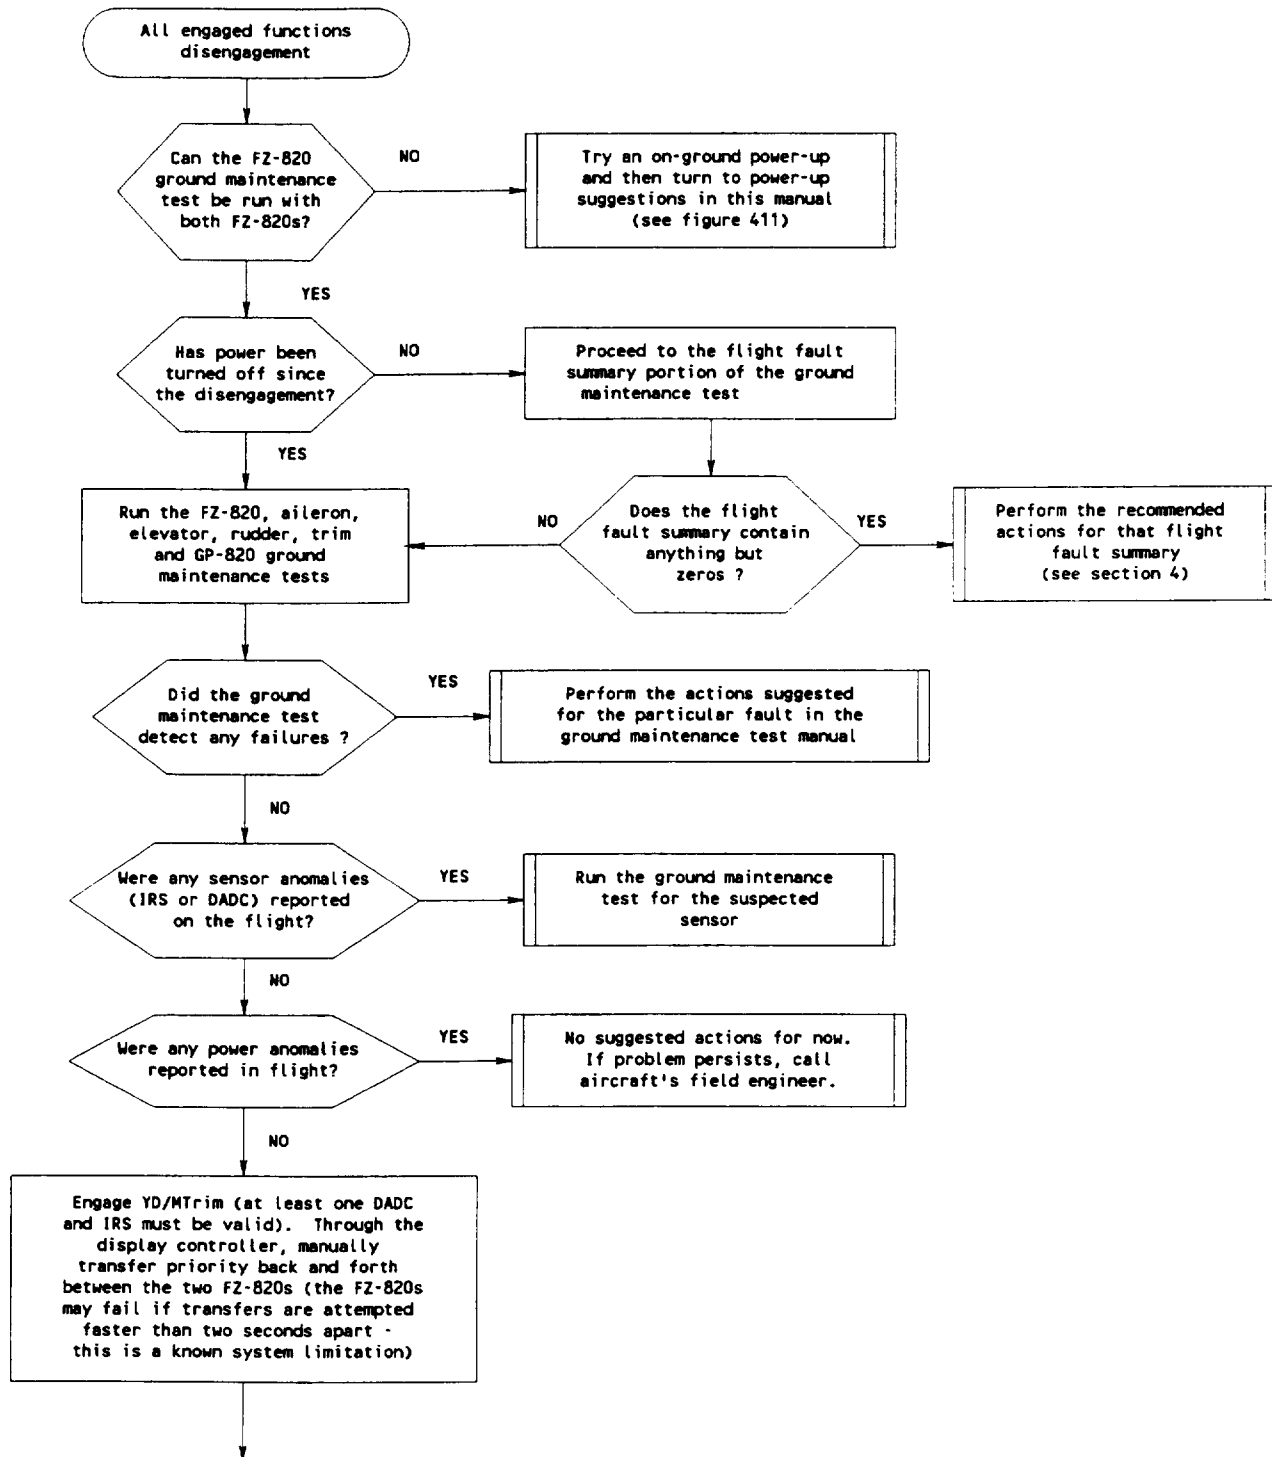 All engaged functions
disengagement
Can the FZ-820
ground maintenance
test be run with
both FZ-820s?
NO
Try an on-ground power-up
and then turn to power-up
suggestions in this manual
(see figure 411)
YES
Has power been
turned off since
the disengagement?
NO
Proceed to the flight fault
summary portion of the ground
maintenance test
YES
Run the FZ-820, aileron,
elevator, rudder, trim
and GP-820 ground
maintenance tests
NO
Does the flight
fault summary contain
anything but
zeros ?
YES
Perform the recommended
actions for that flight
fault summary
(see section 4)
Did the ground
maintenance test
detect any failures ?
YES
Perform the actions suggested
for the particular fault in the
ground maintenance test manual
NO
Were any sensor anomalies
(IRS or DADC) reported
on the flight?
YES
Run the ground maintenance
test for the suspected
sensor
NO
Were any power anomalies
reported in flight?
YES
No suggested actions for now.
If problem persists, call
aircraft's field engineer.
NO
Engage YD/MTrim (at least one DADC
and IRS must be valid). Through the
display controller, manually
transfer priority back and forth
between the two FZ-820s (the FZ-820s
may fail if transfers are attempted
faster than two seconds apart -
this is a known system limitation)